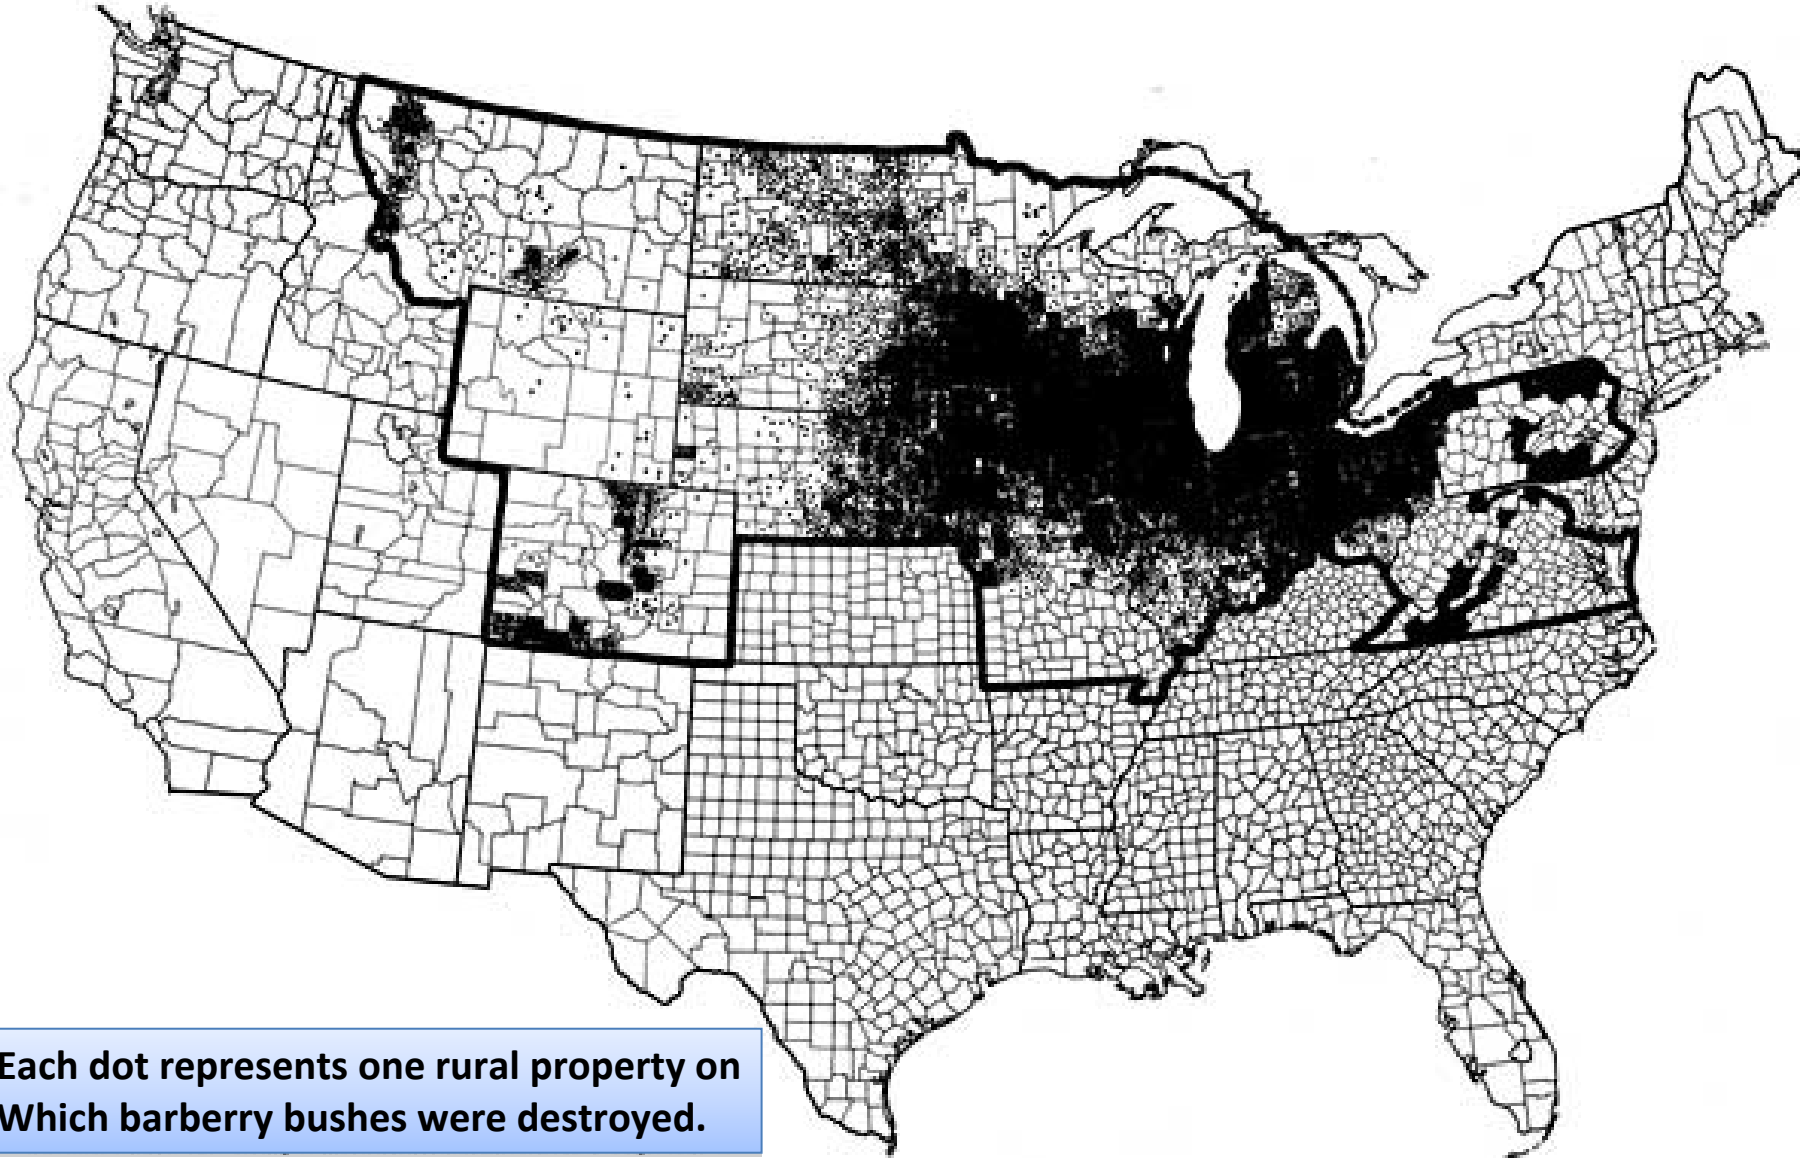 Each dot represents one rural property on
Which barberry bushes were destroyed.